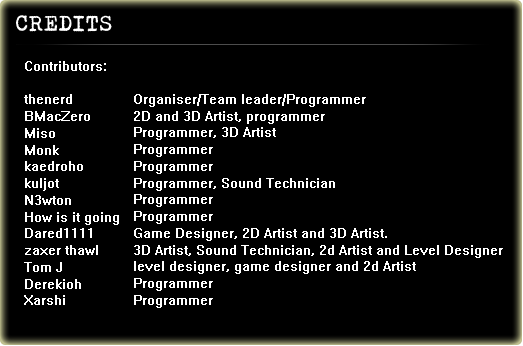 CREDITS
Contributors:
thenerd Organiser/Team leader/Programmer
BMacZero 2D and 3D Artist, programmer
Miso Programmer, 3D Artist
Monk Programmer
kaedroho Programmer
kuljot Programmer, Sound Technician
N3wton Programmer
How is it going Programmer
Dared1111 Game Designer, 2D Artist and 3D Artist.
zaxer thawl 3D Artist, Sound Technician, 2d Artist and Level Designer
Tom J level designer, game designer and 2d Artist
Derekioh Programmer
Xarshi Programmer